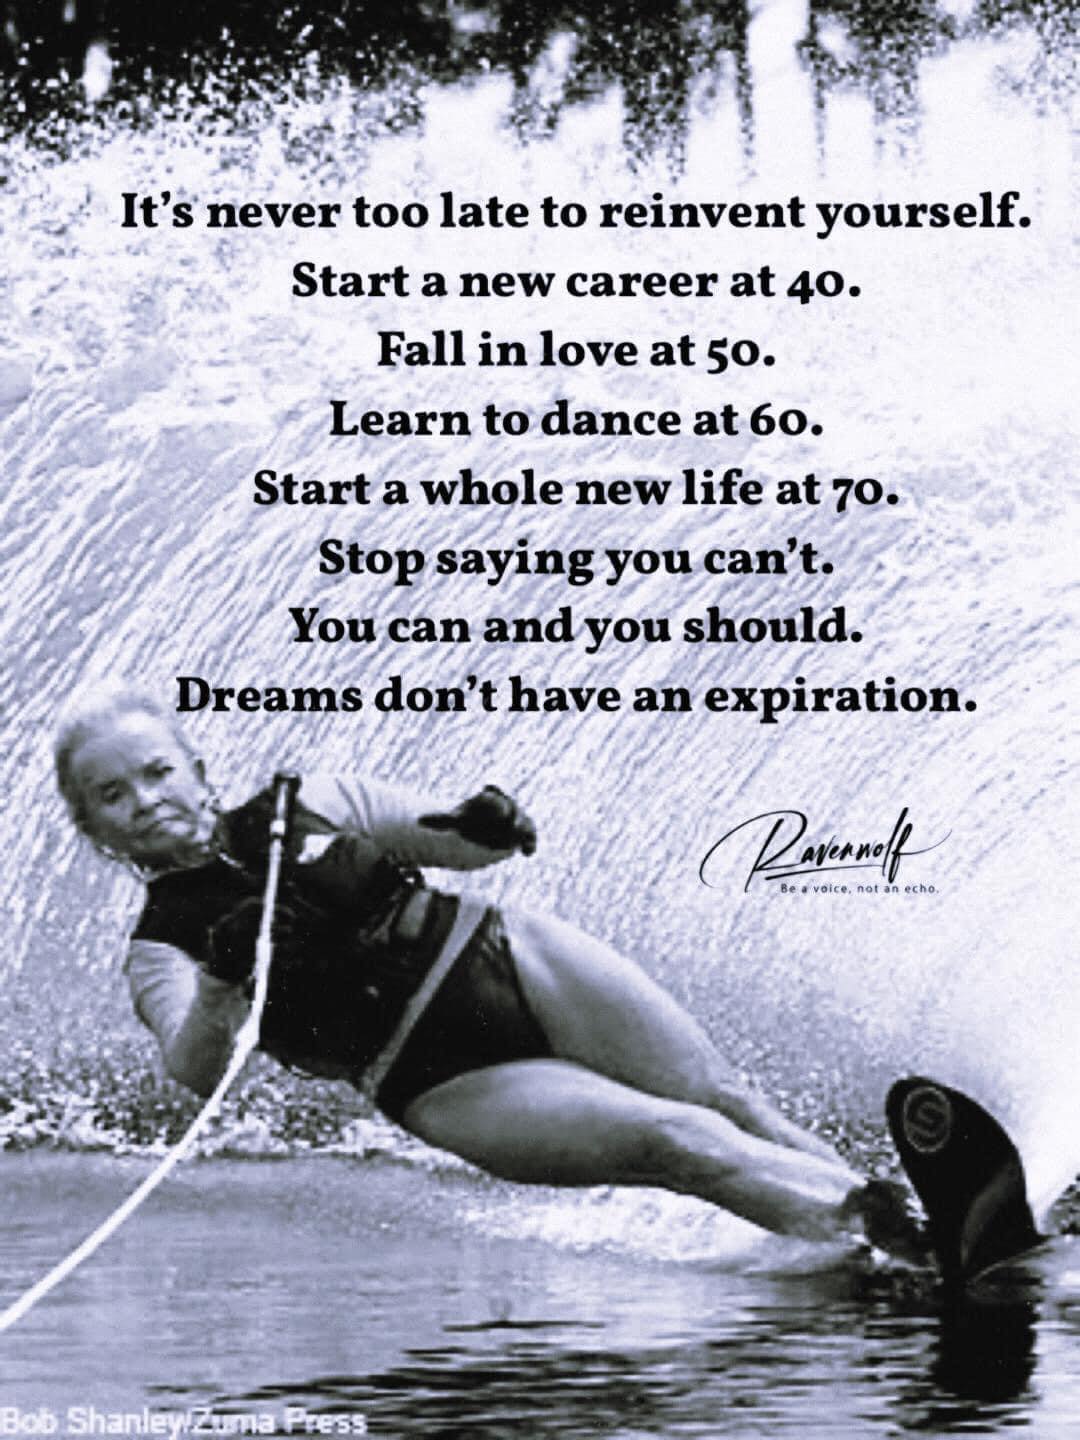 It’s never too late to reinvent yourself.
Start a new career at 40.
Fall in love at 50.
Learn to dance at 60.
Start a whole new life at 70.
Stop saying you can’t.
You can and you should.
Dreams don’t have an expiration.
Ravenwolf
Be a voice, not an echo.
Bob Shanley/Zuma Press